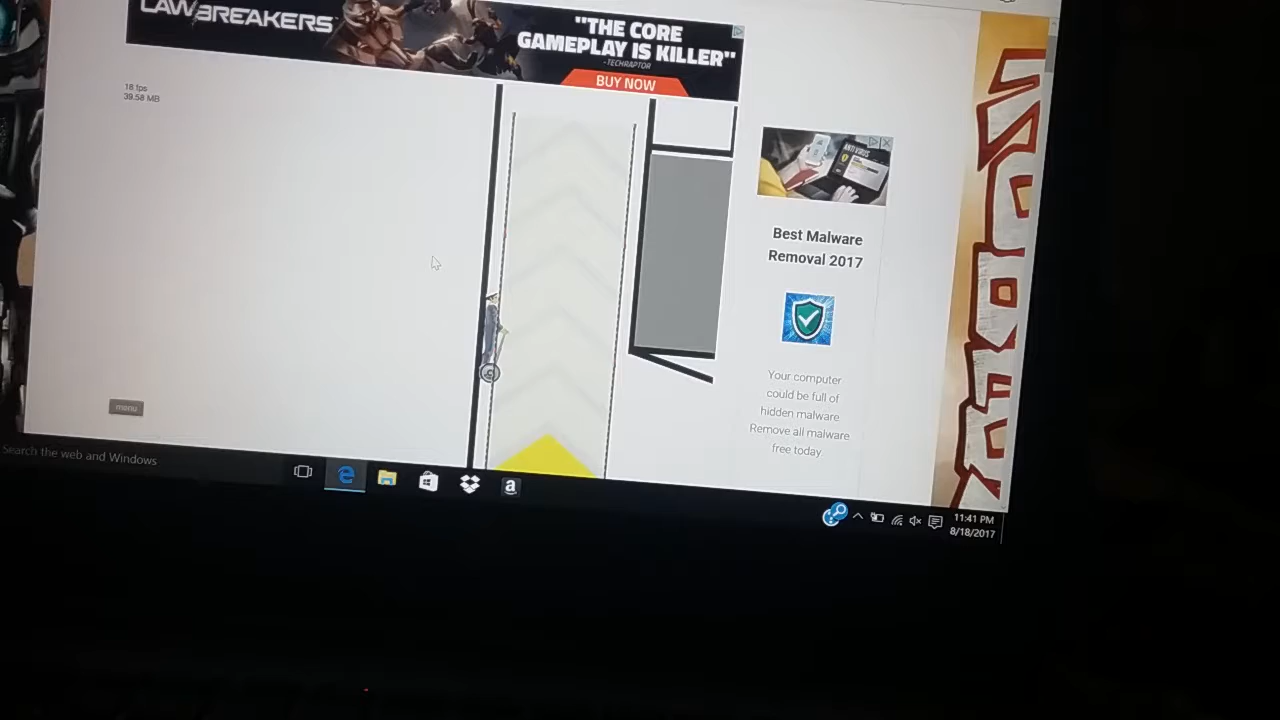 LAWBREAKERS
"THE CORE
GAMEPLAY IS KILLER"
-TECHRAPTOR
BUY NOW
18 fps
39.58 MB
ANTIVIRUS
Best Malware
Removal 2017
Your computer
could be full of
hidden malware
Remove all malware
free today.
menu
Search the web and Windows
a
11:41 PM
8/18/2017